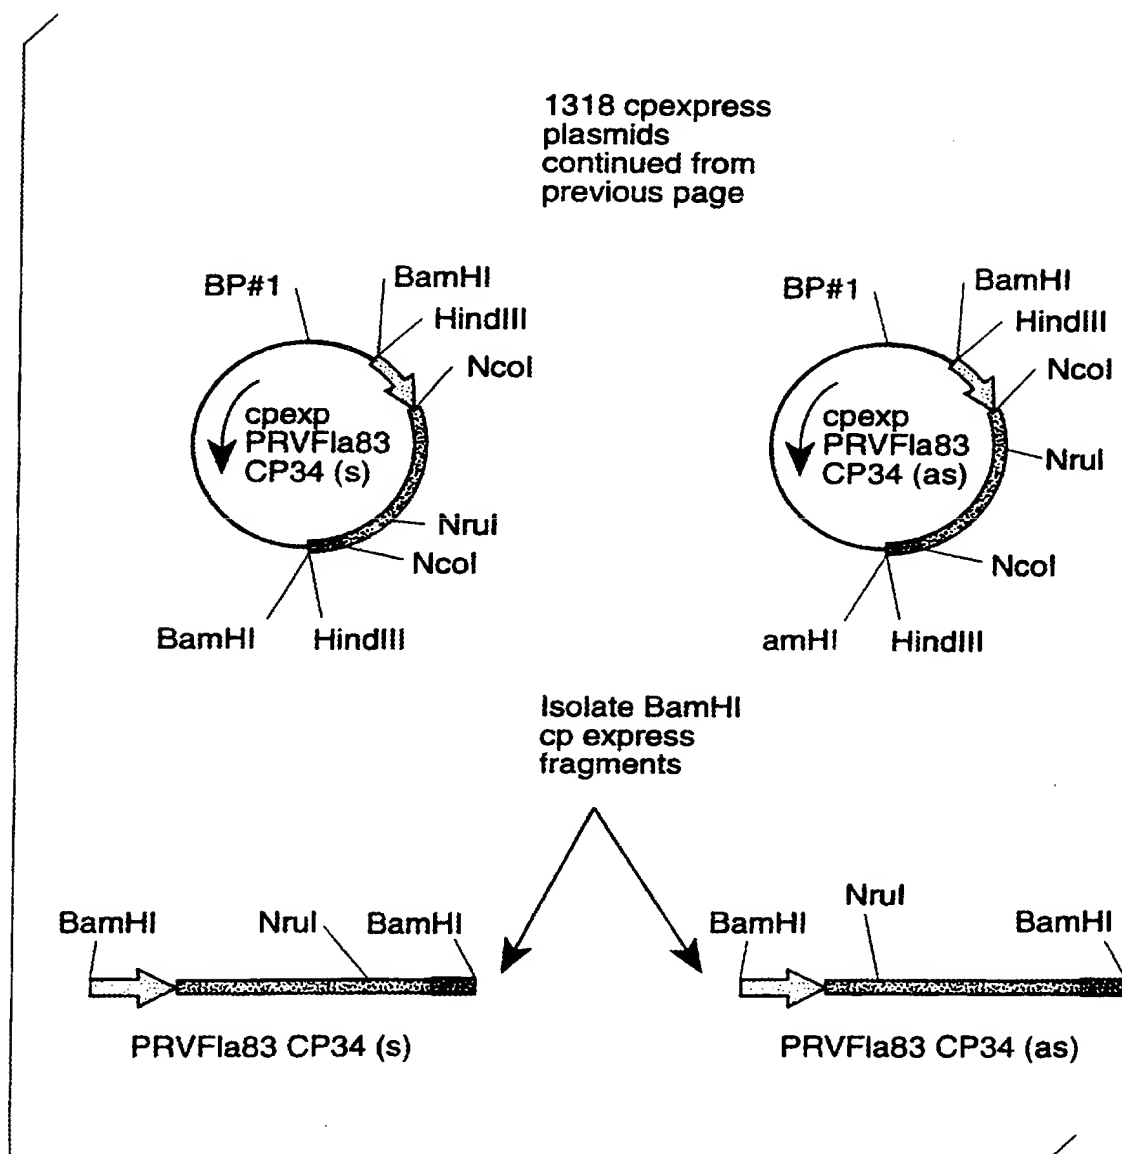 1318 cpexpress
plasmids
continued from
previous page
BP#1
BamHI
HindIII
NcoI
cpexp
PRVFla83
CP34 (s)
NruI
NcoI
BamHI
HindIII
BP#1
BamHI
HindIII
NcoI
cpexp
PRVFla83
CP34 (as)
NruI
NcoI
amHI
HindIII
Isolate BamHI
cp express
fragments
BamHI
NruI
BamHI
PRVFla83 CP34 (s)
BamHI
NruI
BamHI
PRVFla83 CP34 (as)